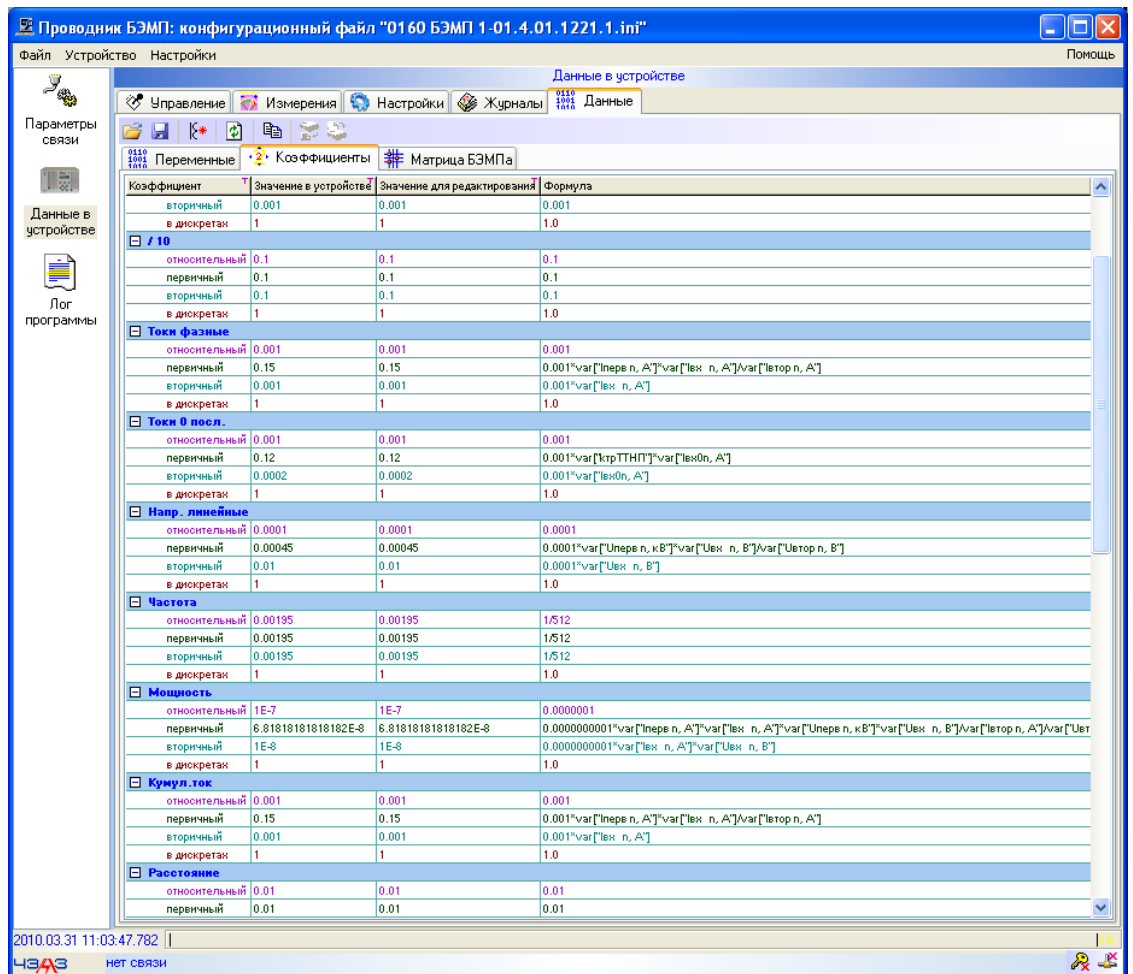 Проводник БЭМП: конфигурационный файл "0160 БЭМП 1-01.4.01.1221.1.ini"
Файл Устройство Настройки Помощь
Данные в устройстве
Управление Измерения Настройки Журналы Данные
Параметры связи
Данные в устройстве
Лог программы
Переменные Коэффициенты Матрица БЭМПа
Коэффициент Значение в устройстве Значение для редактирования Формула
вторичный 0.001 0.001 0.001
в дискретах 1 1 1.0
/ 10
относительный 0.1 0.1 0.1
первичный 0.1 0.1 0.1
вторичный 0.1 0.1 0.1
в дискретах 1 1 1.0
Токи фазные
относительный 0.001 0.001 0.001
первичный 0.15 0.15 0.001*var["Iперв n, A"]*var["Iвх n, A"]/var["Iвтор n, A"]
вторичный 0.001 0.001 0.001*var["Iвх n, A"]
в дискретах 1 1 1.0
Токи 0 посл.
относительный 0.001 0.001 0.001
первичный 0.12 0.12 0.001*var["kтрТТНП"]*var["Iвх0n, A"]
вторичный 0.0002 0.0002 0.001*var["Iвх0n, A"]
в дискретах 1 1 1.0
Напр. линейные
относительный 0.0001 0.0001 0.0001
первичный 0.00045 0.00045 0.0001*var["Uперв n, кВ"]*var["Uвх n, В"]/var["Uвтор n, В"]
вторичный 0.01 0.01 0.0001*var["Uвх n, В"]
в дискретах 1 1 1.0
Частота
относительный 0.00195 0.00195 1/512
первичный 0.00195 0.00195 1/512
вторичный 0.00195 0.00195 1/512
в дискретах 1 1 1.0
Мощность
относительный 1E-7 1E-7 0.0000001
первичный 6.81818181818182E-8 6.81818181818182E-8 0.0000000001*var["Iперв n, A"]*var["Iвх n, A"]*var["Uперв n, кВ"]*var["Uвх n, В"]/var["Iвтор n, A"]/var["Uвт
вторичный 1E-8 1E-8 0.0000000001*var["Iвх n, A"]*var["Uвх n, В"]
в дискретах 1 1 1.0
Кумул.ток
относительный 0.001 0.001 0.001
первичный 0.15 0.15 0.001*var["Iперв n, A"]*var["Iвх n, A"]/var["Iвтор n, A"]
вторичный 0.001 0.001 0.001*var["Iвх n, A"]
в дискретах 1 1 1.0
Расстояние
относительный 0.01 0.01 0.01
первичный 0.01 0.01 0.01
2010.03.31 11:03:47.782
ЧЭАЗ нет связи